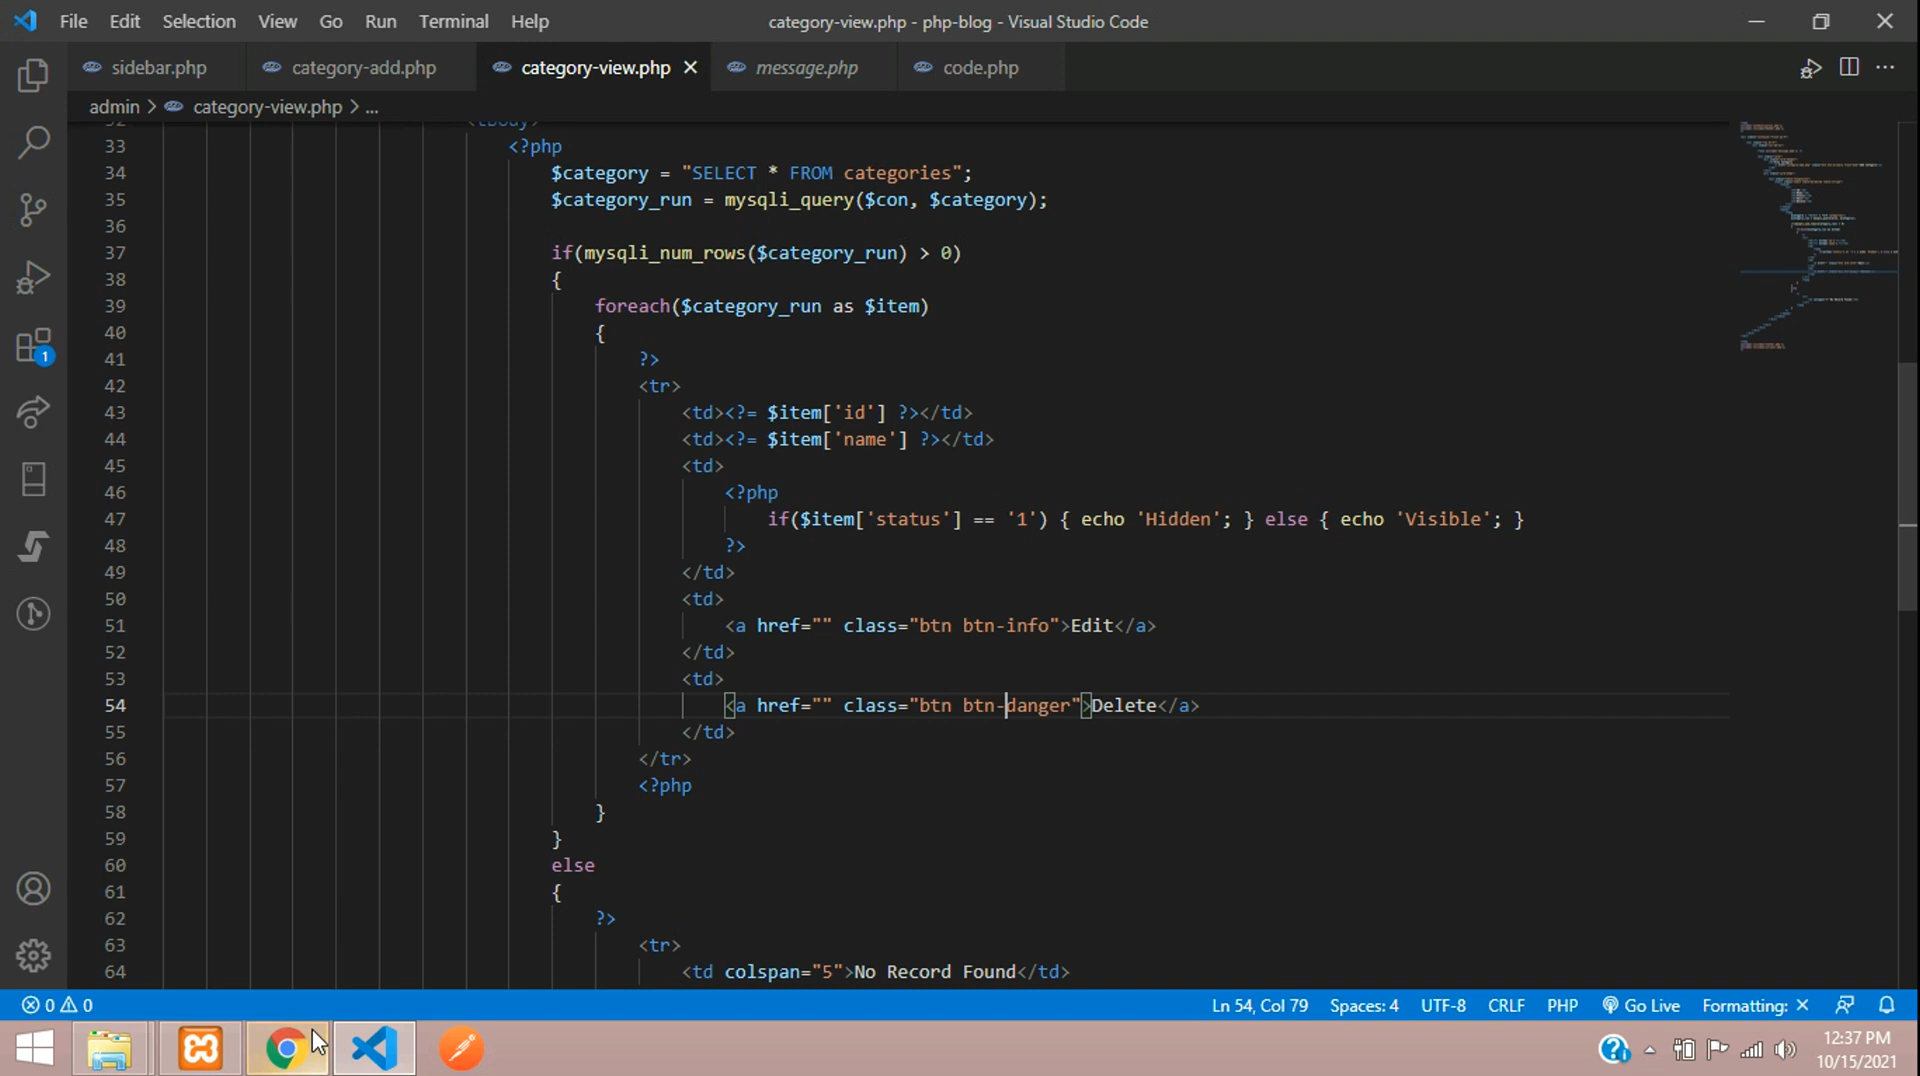 File Edit Selection View Go Run Terminal Help category-view.php - php-blog - Visual Studio Code
sidebar.php category-add.php category-view.php message.php code.php
admin > category-view.php > ...
32 <tbody>
33 <?php
34 $category = "SELECT * FROM categories";
35 $category_run = mysqli_query($con, $category);
36
37 if(mysqli_num_rows($category_run) > 0)
38 {
39 foreach($category_run as $item)
40 {
41 ?>
42 <tr>
43 <td><?= $item['id'] ?></td>
44 <td><?= $item['name'] ?></td>
45 <td>
46 <?php
47 if($item['status'] == '1') { echo 'Hidden'; } else { echo 'Visible'; }
48 ?>
49 </td>
50 <td>
51 <a href="" class="btn btn-info">Edit</a>
52 </td>
53 <td>
54 <a href="" class="btn btn-danger">Delete</a>
55 </td>
56 </tr>
57 <?php
58 }
59 }
60 else
61 {
62 ?>
63 <tr>
64 <td colspan="5">No Record Found</td>
1
0 0 Ln 54, Col 79 Spaces: 4 UTF-8 CRLF PHP Go Live Formatting: ×
12:37 PM
10/15/2021